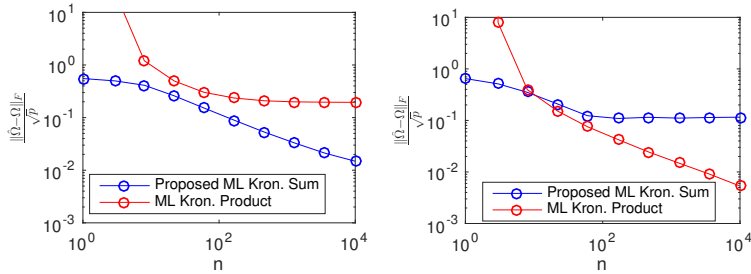 10^1
10^0
10^-1
10^-2
10^-3
||Ω̂−Ω||_F / √p
Proposed ML Kron. Sum
ML Kron. Product
10^0 10^2 10^4
n
10^1
10^0
10^-1
10^-2
10^-3
||Ω̂−Ω||_F / √p
Proposed ML Kron. Sum
ML Kron. Product
10^0 10^2 10^4
n